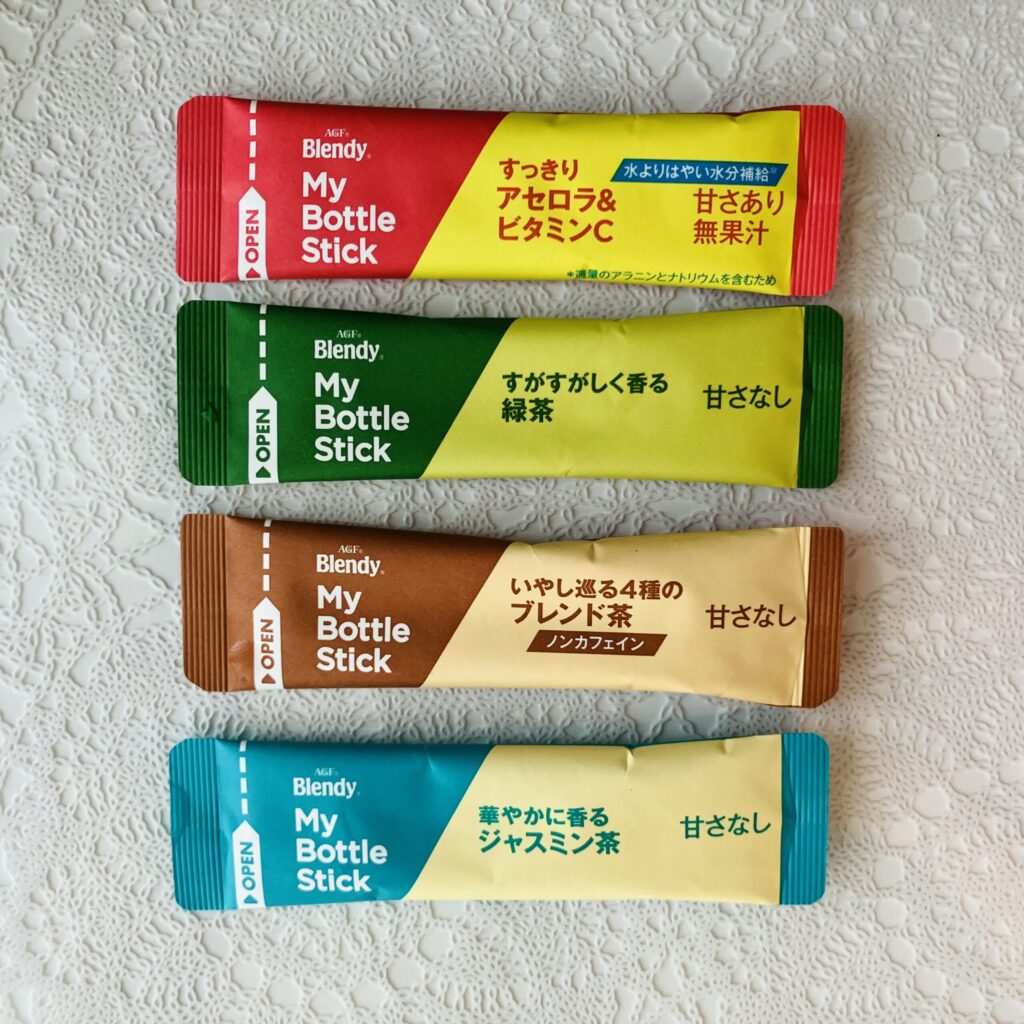 OPEN
AGF®
Blendy®
My
Bottle
Stick
すっきり
アセロラ&
ビタミンC
水よりはやい水分補給*
甘さあり
無果汁
*適量のアラニンとナトリウムを含むため
OPEN
AGF®
Blendy®
My
Bottle
Stick
すがすがしく香る
緑茶
甘さなし
OPEN
AGF®
Blendy®
My
Bottle
Stick
いやし巡る4種の
ブレンド茶
ノンカフェイン
甘さなし
OPEN
AGF®
Blendy®
My
Bottle
Stick
華やかに香る
ジャスミン茶
甘さなし